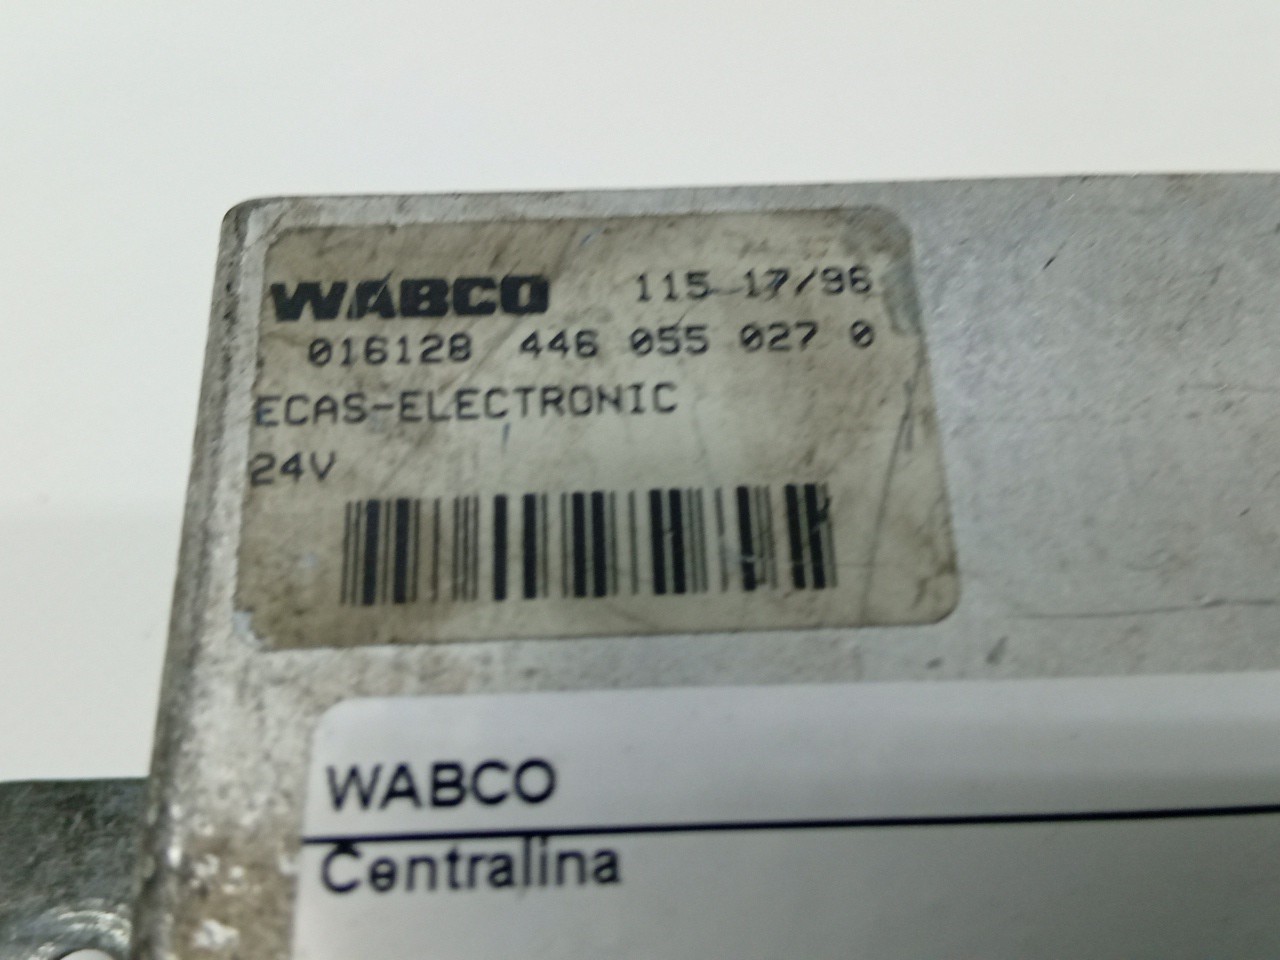 WABCO 115 17/96
016128 446 055 027 0
ECAS-ELECTRONIC
24V
WABCO
Centralina